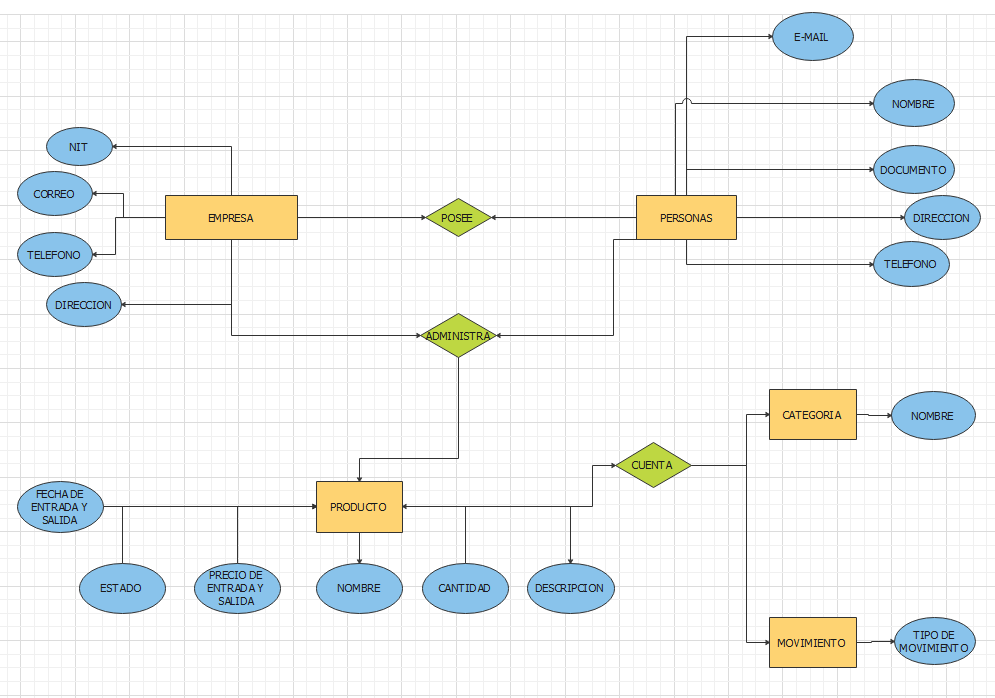 E-MAIL
NOMBRE
NIT
DOCUMENTO
CORREO
EMPRESA
POSEE
PERSONAS
DIRECCION
TELEFONO
TELEFONO
DIRECCION
ADMINISTRA
CATEGORIA
NOMBRE
CUENTA
FECHA DE
ENTRADA Y
SALIDA
PRODUCTO
ESTADO
PRECIO DE
ENTRADA Y
SALIDA
NOMBRE
CANTIDAD
DESCRIPCION
MOVIMIENTO
TIPO DE
MOVIMIENTO